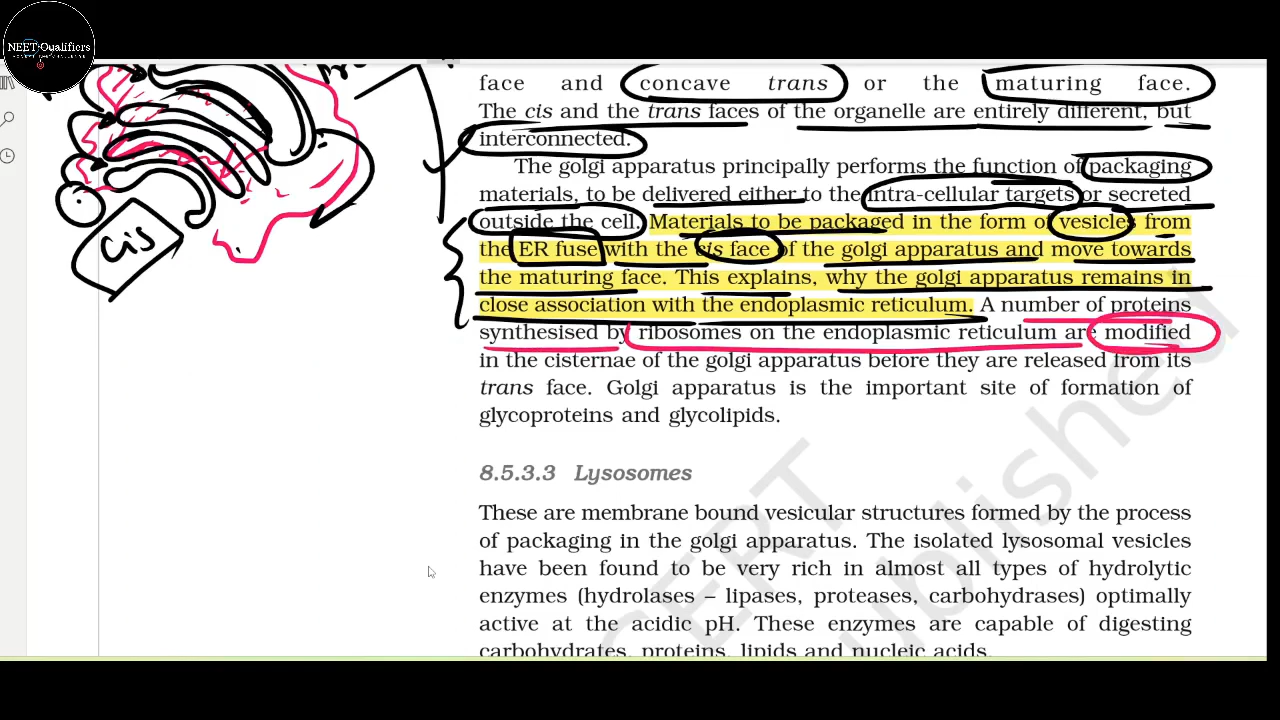 NEET Qualifiers
face and concave trans or the maturing face.
The cis and the trans faces of the organelle are entirely different, but
interconnected.
The golgi apparatus principally performs the function of packaging
materials, to be delivered either to the intra-cellular targets or secreted
outside the cell. Materials to be packaged in the form of vesicles from
the ER fuse with the cis face of the golgi apparatus and move towards
the maturing face. This explains, why the golgi apparatus remains in
close association with the endoplasmic reticulum. A number of proteins
synthesised by ribosomes on the endoplasmic reticulum are modified
in the cisternae of the golgi apparatus before they are released from its
trans face. Golgi apparatus is the important site of formation of
glycoproteins and glycolipids.
cis
8.5.3.3 Lysosomes
These are membrane bound vesicular structures formed by the process
of packaging in the golgi apparatus. The isolated lysosomal vesicles
have been found to be very rich in almost all types of hydrolytic
enzymes (hydrolases – lipases, proteases, carbohydrases) optimally
active at the acidic pH. These enzymes are capable of digesting
carbohydrates, proteins, lipids and nucleic acids.